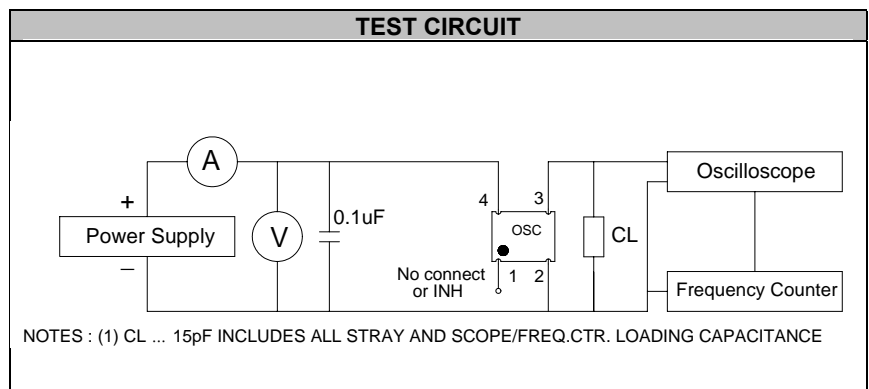 TEST CIRCUIT
A
Oscilloscope
+
4
3
0.1uF
OSC
Power Supply
V
CL
−
No connect
or INH
1
2
Frequency Counter
NOTES : (1) CL ... 15pF INCLUDES ALL STRAY AND SCOPE/FREQ.CTR. LOADING CAPACITANCE